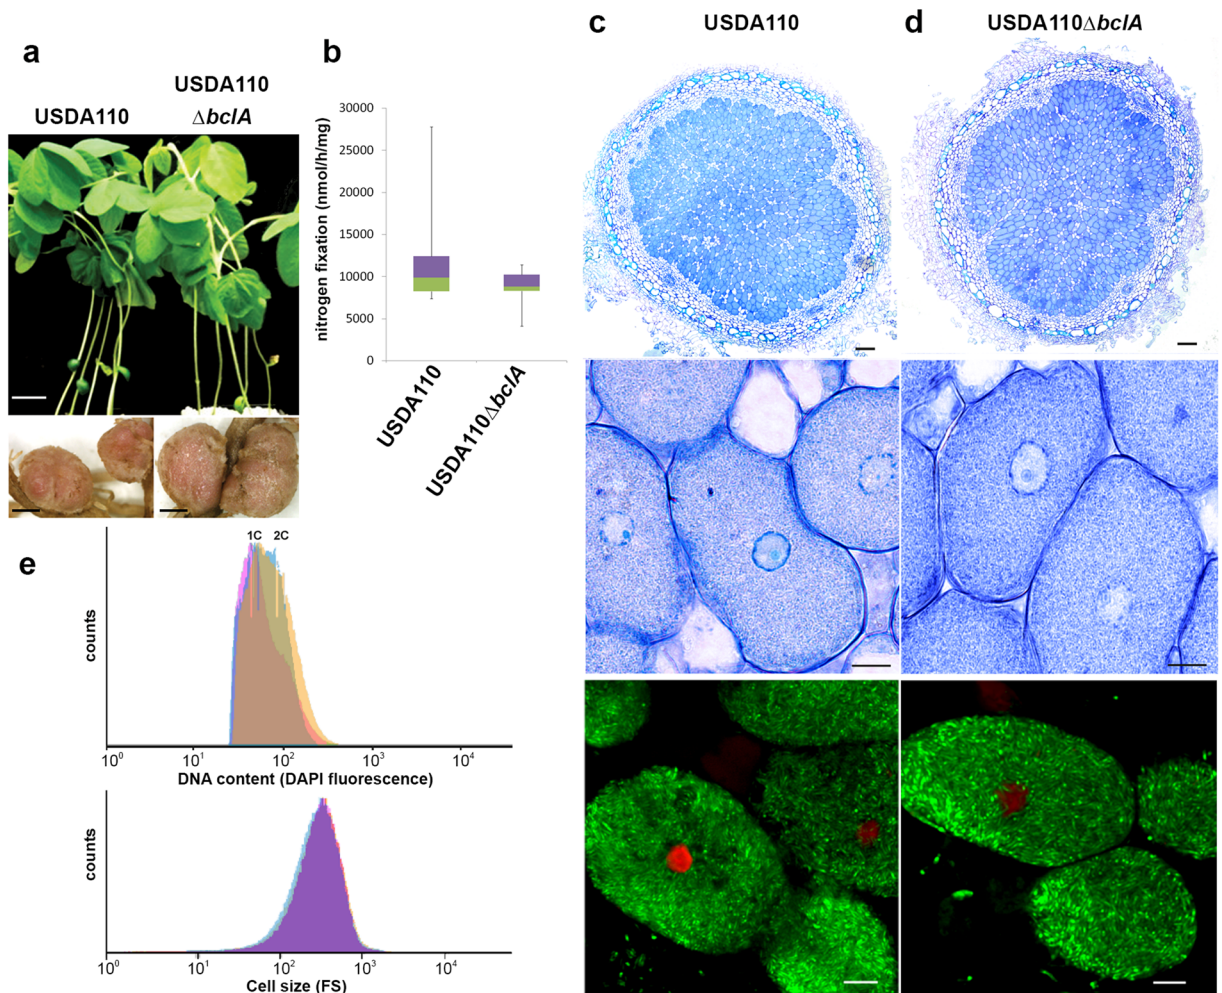 a
USDA110
USDA110
ΔbclA
b
nitrogen fixation (nmol/h/mg)
30000
25000
20000
15000
10000
5000
0
USDA110
USDA110ΔbclA
c
USDA110
d
USDA110ΔbclA
e
counts
1C 2C
10⁰ 10¹ 10² 10³ 10⁴
DNA content (DAPI fluorescence)
counts
10⁰ 10¹ 10² 10³ 10⁴
Cell size (FS)